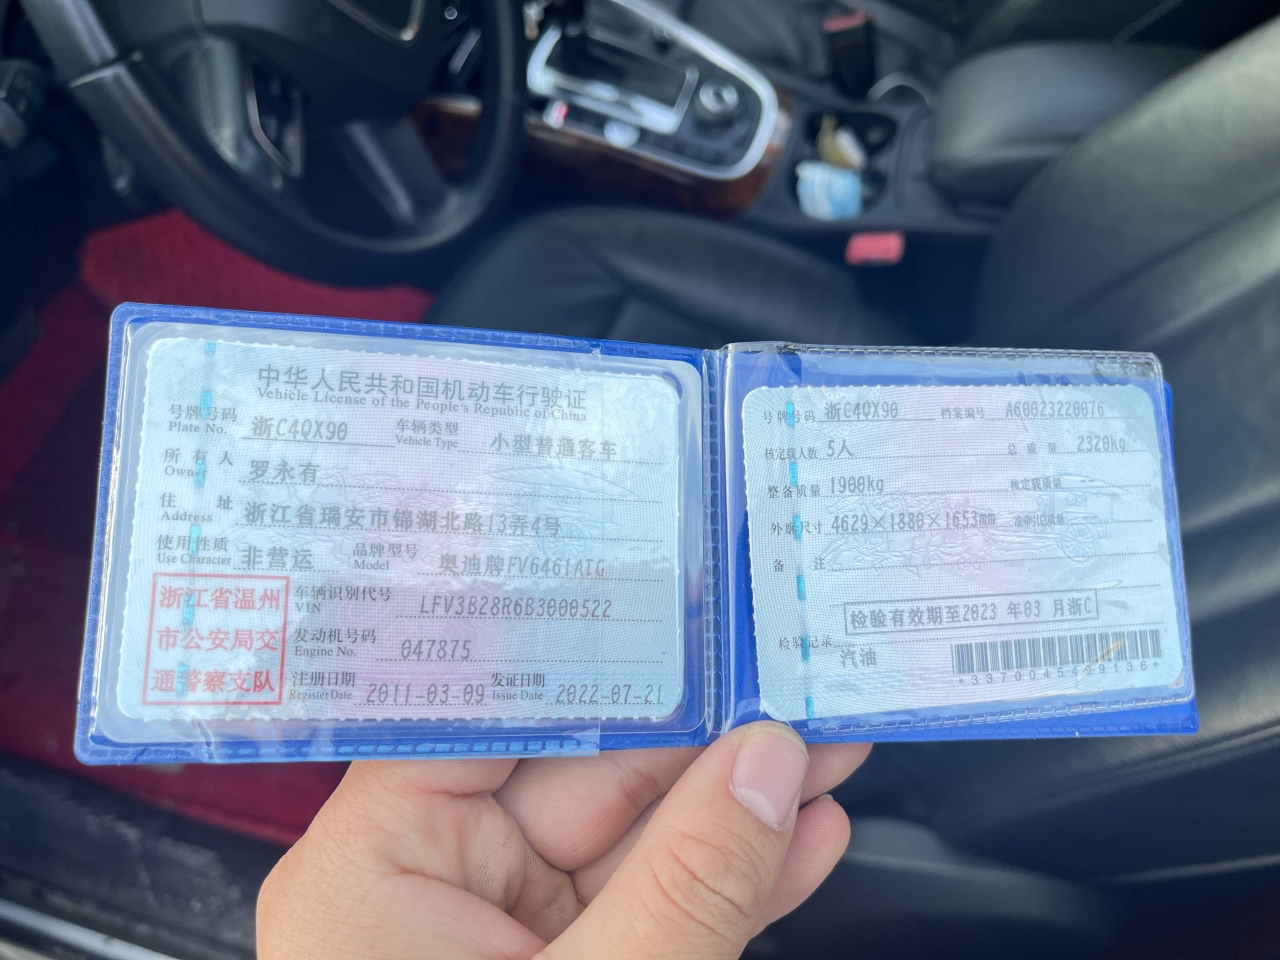 中华人民共和国机动车行驶证
Vehicle License of the People's Republic of China
号牌号码 浙C4QX90 车辆类型 小型普通客车
Plate No. Vehicle Type
所有人 罗永有
Owner
住址 浙江省瑞安市锦湖北路13弄4号
Address
使用性质 非营运 品牌型号 奥迪牌FV6461ATG
Use Character Model
浙江省温州
市公安局交
通警察支队
车辆识别代号 LFV3B28R6B3000522
VIN
发动机号码 047875
Engine No.
注册日期 2011-03-09 发证日期 2022-07-21
Register Date Issue Date
号牌号码 浙C4QX90 档案编号 A60023220076
核定载人数 5人 总质量 2320kg
整备质量 1900kg 核定载质量
外廓尺寸 4629×1880×1653mm 准牵引总质量
备注
检验有效期至2023年03月浙C
检验记录
汽油
*3370045499136*